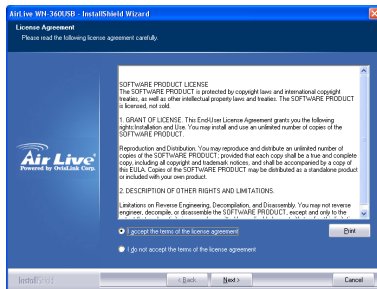 AirLive WN-360USB - InstallShield Wizard
License Agreement
Please read the following license agreement carefully.
SOFTWARE PRODUCT LICENSE
The SOFTWARE PRODUCT is protected by copyright laws and international copyright
treaties, as well as other intellectual property laws and treaties. The SOFTWARE PRODUCT
is licensed, not sold.
1. GRANT OF LICENSE. This End-User License Agreement grants you the following
rights:Installation and Use. You may install and use an unlimited number of copies of the
SOFTWARE PRODUCT.
Reproduction and Distribution. You may reproduce and distribute an unlimited number of
copies of the SOFTWARE PRODUCT; provided that each copy shall be a true and complete
copy, including all copyright and trademark notices, and shall be accompanied by a copy of
this EULA. Copies of the SOFTWARE PRODUCT may be distributed as a standalone product
or included with your own product.
2. DESCRIPTION OF OTHER RIGHTS AND LIMITATIONS.
Limitations on Reverse Engineering, Decompilation, and Disassembly. You may not reverse
engineer, decompile, or disassemble the SOFTWARE PRODUCT, except and only to the
Air Live
Powered by OvisLink Corp.
I accept the terms of the license agreement
Print
I do not accept the terms of the license agreement
InstallShield
< Back
Next >
Cancel